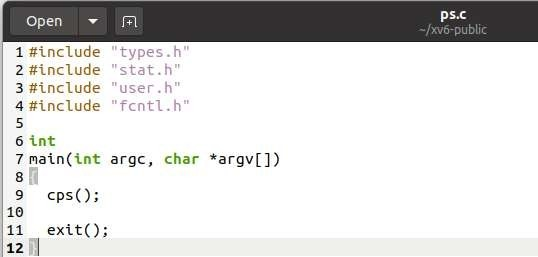 Open
ps.c
~/xv6-public
1 #include "types.h"
2 #include "stat.h"
3 #include "user.h"
4 #include "fcntl.h"
5
6 int
7 main(int argc, char *argv[])
8 {
9   cps();
10
11   exit();
12 }